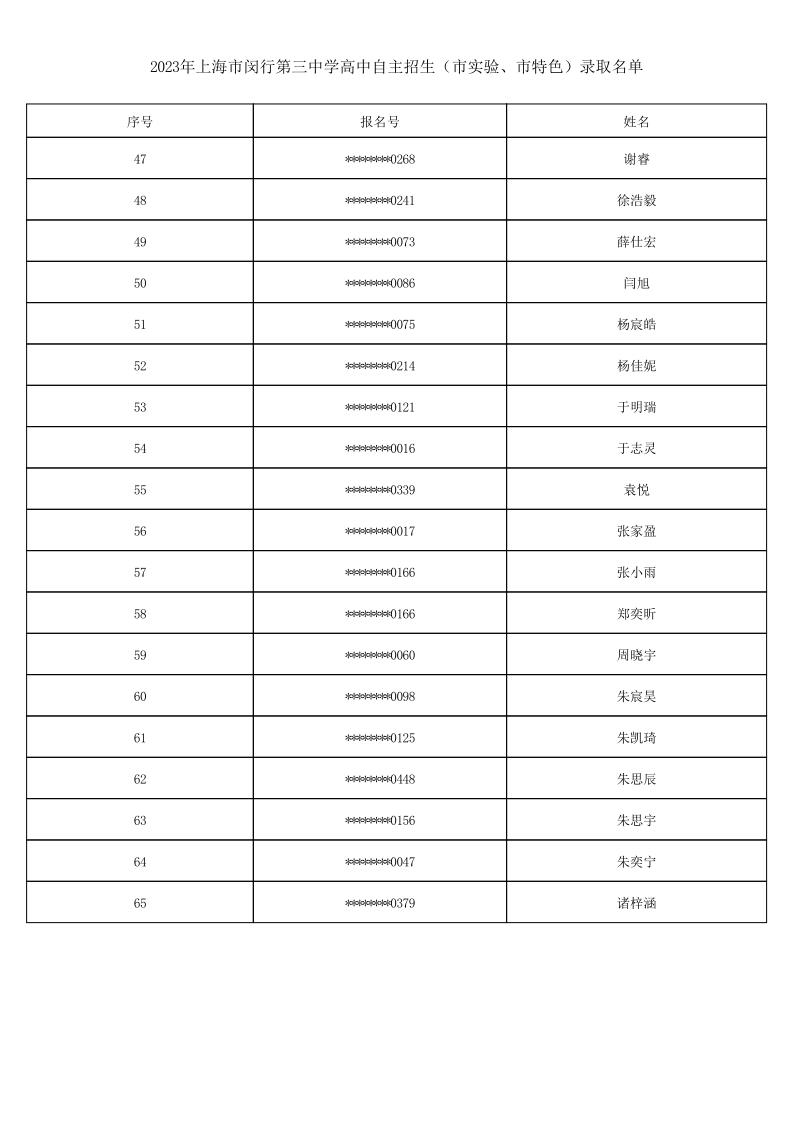 2023年上海市闵行第三中学高中自主招生（市实验、市特色）录取名单
序号 报名号 姓名
47 ********0268 谢睿
48 ********0241 徐浩毅
49 ********0073 薛仕宏
50 ********0086 闫旭
51 ********0075 杨宸皓
52 ********0214 杨佳妮
53 ********0121 于明瑞
54 ********0016 于志灵
55 ********0339 袁悦
56 ********0017 张家盈
57 ********0166 张小雨
58 ********0166 郑奕昕
59 ********0060 周晓宇
60 ********0098 朱宸昊
61 ********0125 朱凯琦
62 ********0448 朱思辰
63 ********0156 朱思宇
64 ********0047 朱奕宁
65 ********0379 诸梓涵